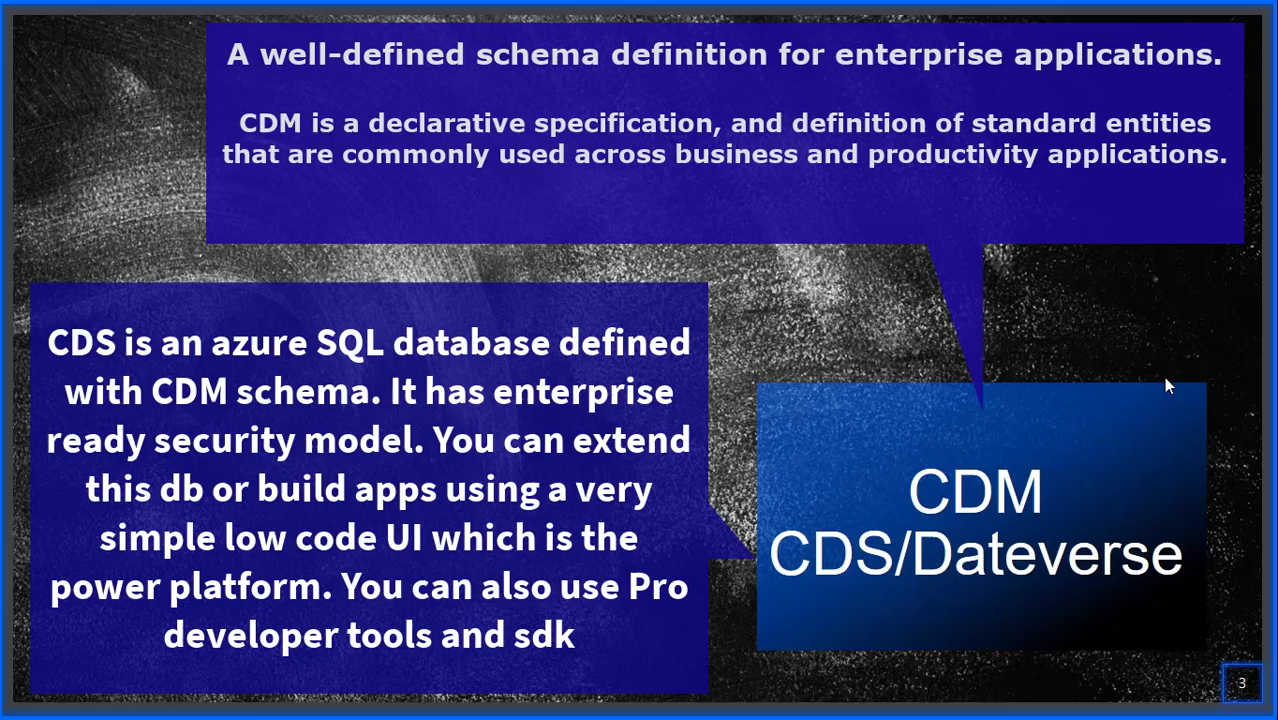 A well-defined schema definition for enterprise applications.
CDM is a declarative specification, and definition of standard entities
that are commonly used across business and productivity applications.
CDS is an azure SQL database defined
with CDM schema. It has enterprise
ready security model. You can extend
this db or build apps using a very
simple low code UI which is the
power platform. You can also use Pro
developer tools and sdk
CDM
CDS/Dateverse
3